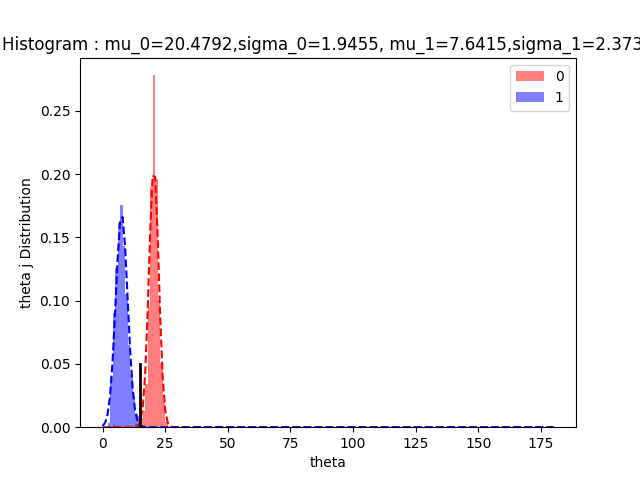 Histogram : mu_0=20.4792,sigma_0=1.9455, mu_1=7.6415,sigma_1=2.373
0
1
0.25
0.20
0.15
0.10
0.05
0.00
theta j Distribution
0 25 50 75 100 125 150 175
theta